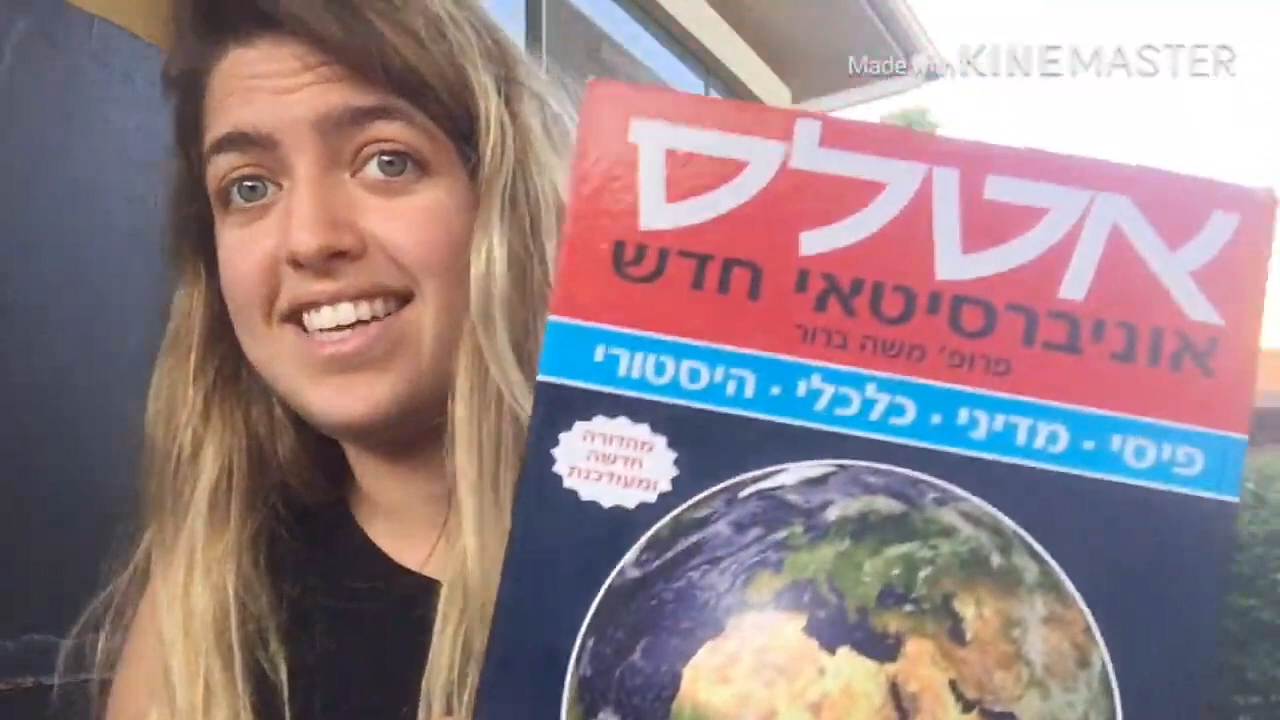 Made with KINEMASTER
אטלס
אוניברסיטאי חדש
פרופ' משה ברור
פיסי · מדיני · כלכלי · היסטורי
מהדורה
חדשה
ומעודכנת